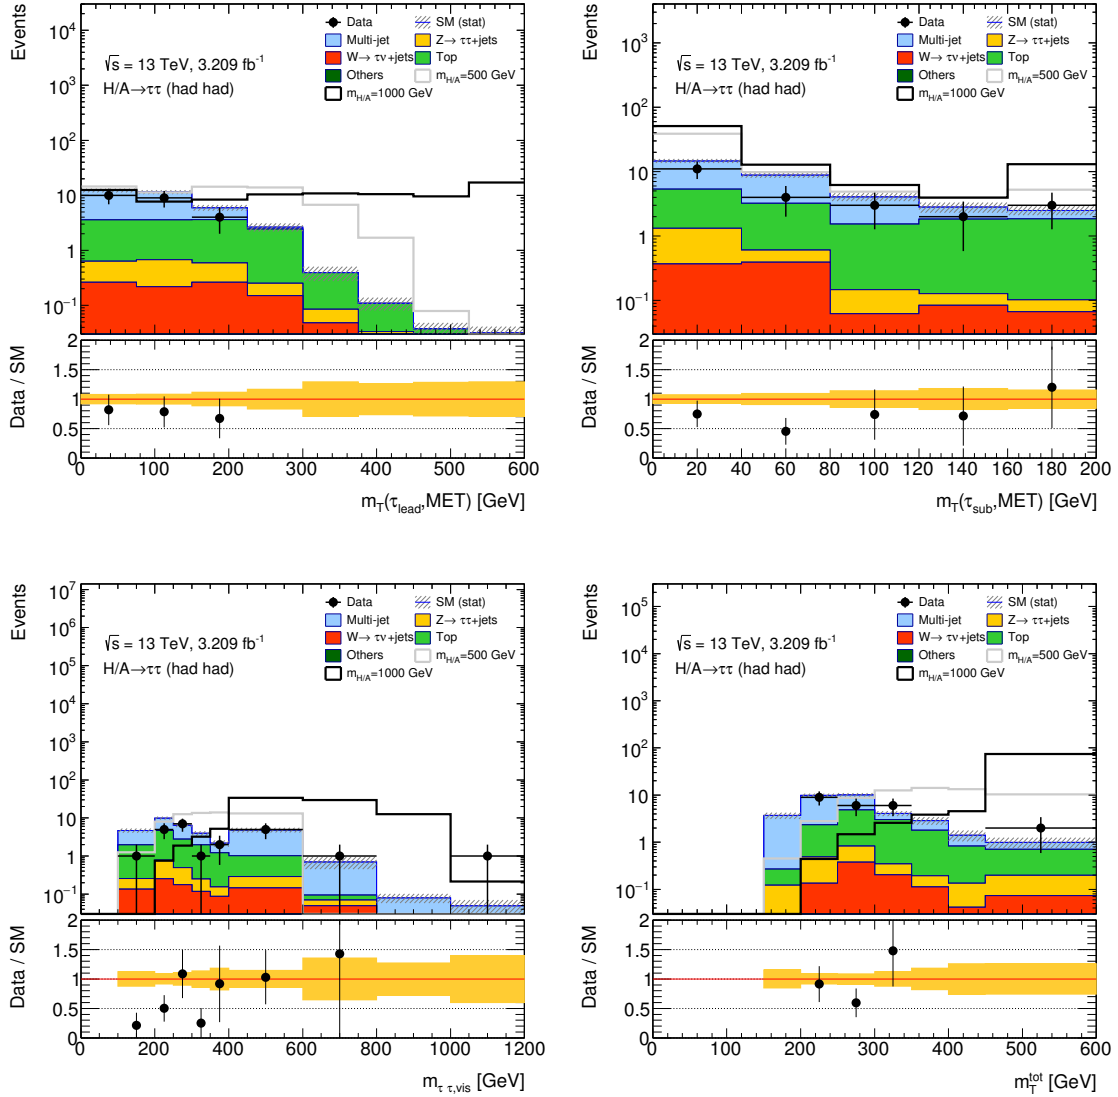 Events
10
10³
10²
10
1
10⁻¹
√s = 13 TeV, 3.209 fb⁻¹
H/A→ττ (had had)
Data
SM (stat)
Multi-jet
Z→ ττ+jets
W→ τν+jets
Top
Others
m_H/A=500 GeV
m_H/A=1000 GeV
Data / SM
2
1.5
1
0.5
0
0 100 200 300 400 500 600
m_T(τ_lead,MET) [GeV]
Events
10³
10²
10
1
10⁻¹
√s = 13 TeV, 3.209 fb⁻¹
H/A→ττ (had had)
Data
SM (stat)
Multi-jet
Z→ ττ+jets
W→ τν+jets
Top
Others
m_H/A=500 GeV
m_H/A=1000 GeV
Data / SM
2
1.5
1
0.5
0
0 20 40 60 80 100 120 140 160 180 200
m_T(τ_sub,MET) [GeV]
Events
10⁷
10⁶
10⁵
10⁴
10³
10²
10
1
10⁻¹
√s = 13 TeV, 3.209 fb⁻¹
H/A→ττ (had had)
Data
SM (stat)
Multi-jet
Z→ ττ+jets
W→ τν+jets
Top
Others
m_H/A=500 GeV
m_H/A=1000 GeV
Data / SM
2
1.5
1
0.5
0
0 200 400 600 800 1000 1200
m_τ τ,vis [GeV]
Events
10⁵
10⁴
10³
10²
10
1
10⁻¹
√s = 13 TeV, 3.209 fb⁻¹
H/A→ττ (had had)
Data
SM (stat)
Multi-jet
Z→ ττ+jets
W→ τν+jets
Top
Others
m_H/A=500 GeV
m_H/A=1000 GeV
Data / SM
2
1.5
1
0.5
0
0 100 200 300 400 500 600
m_T^tot [GeV]